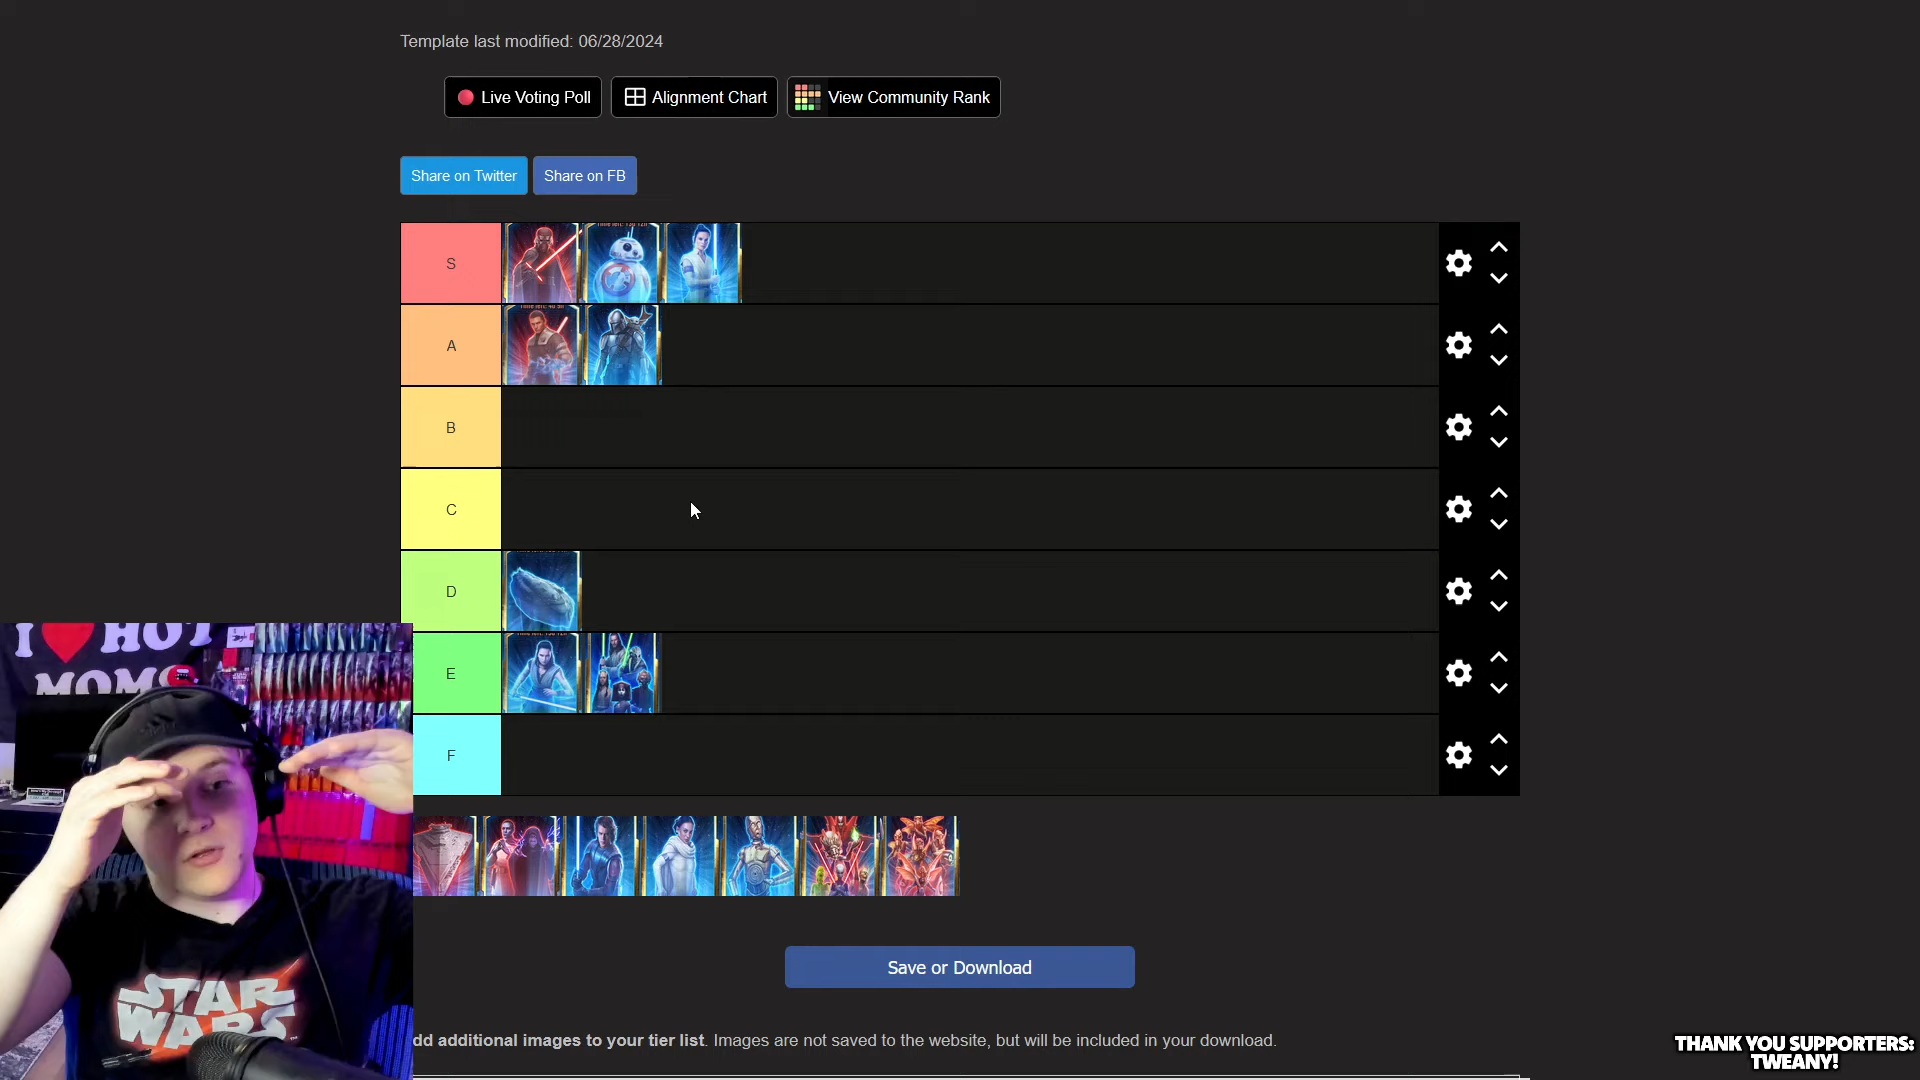 Template last modified: 06/28/2024
Live Voting Poll
Alignment Chart
View Community Rank
Share on Twitter
Share on FB
S
A
B
C
D
E
F
I HOT
MOMS
STAR
WARS
Save or Download
dd additional images to your tier list. Images are not saved to the website, but will be included in your download.
THANK YOU SUPPORTERS:
TWEANY!